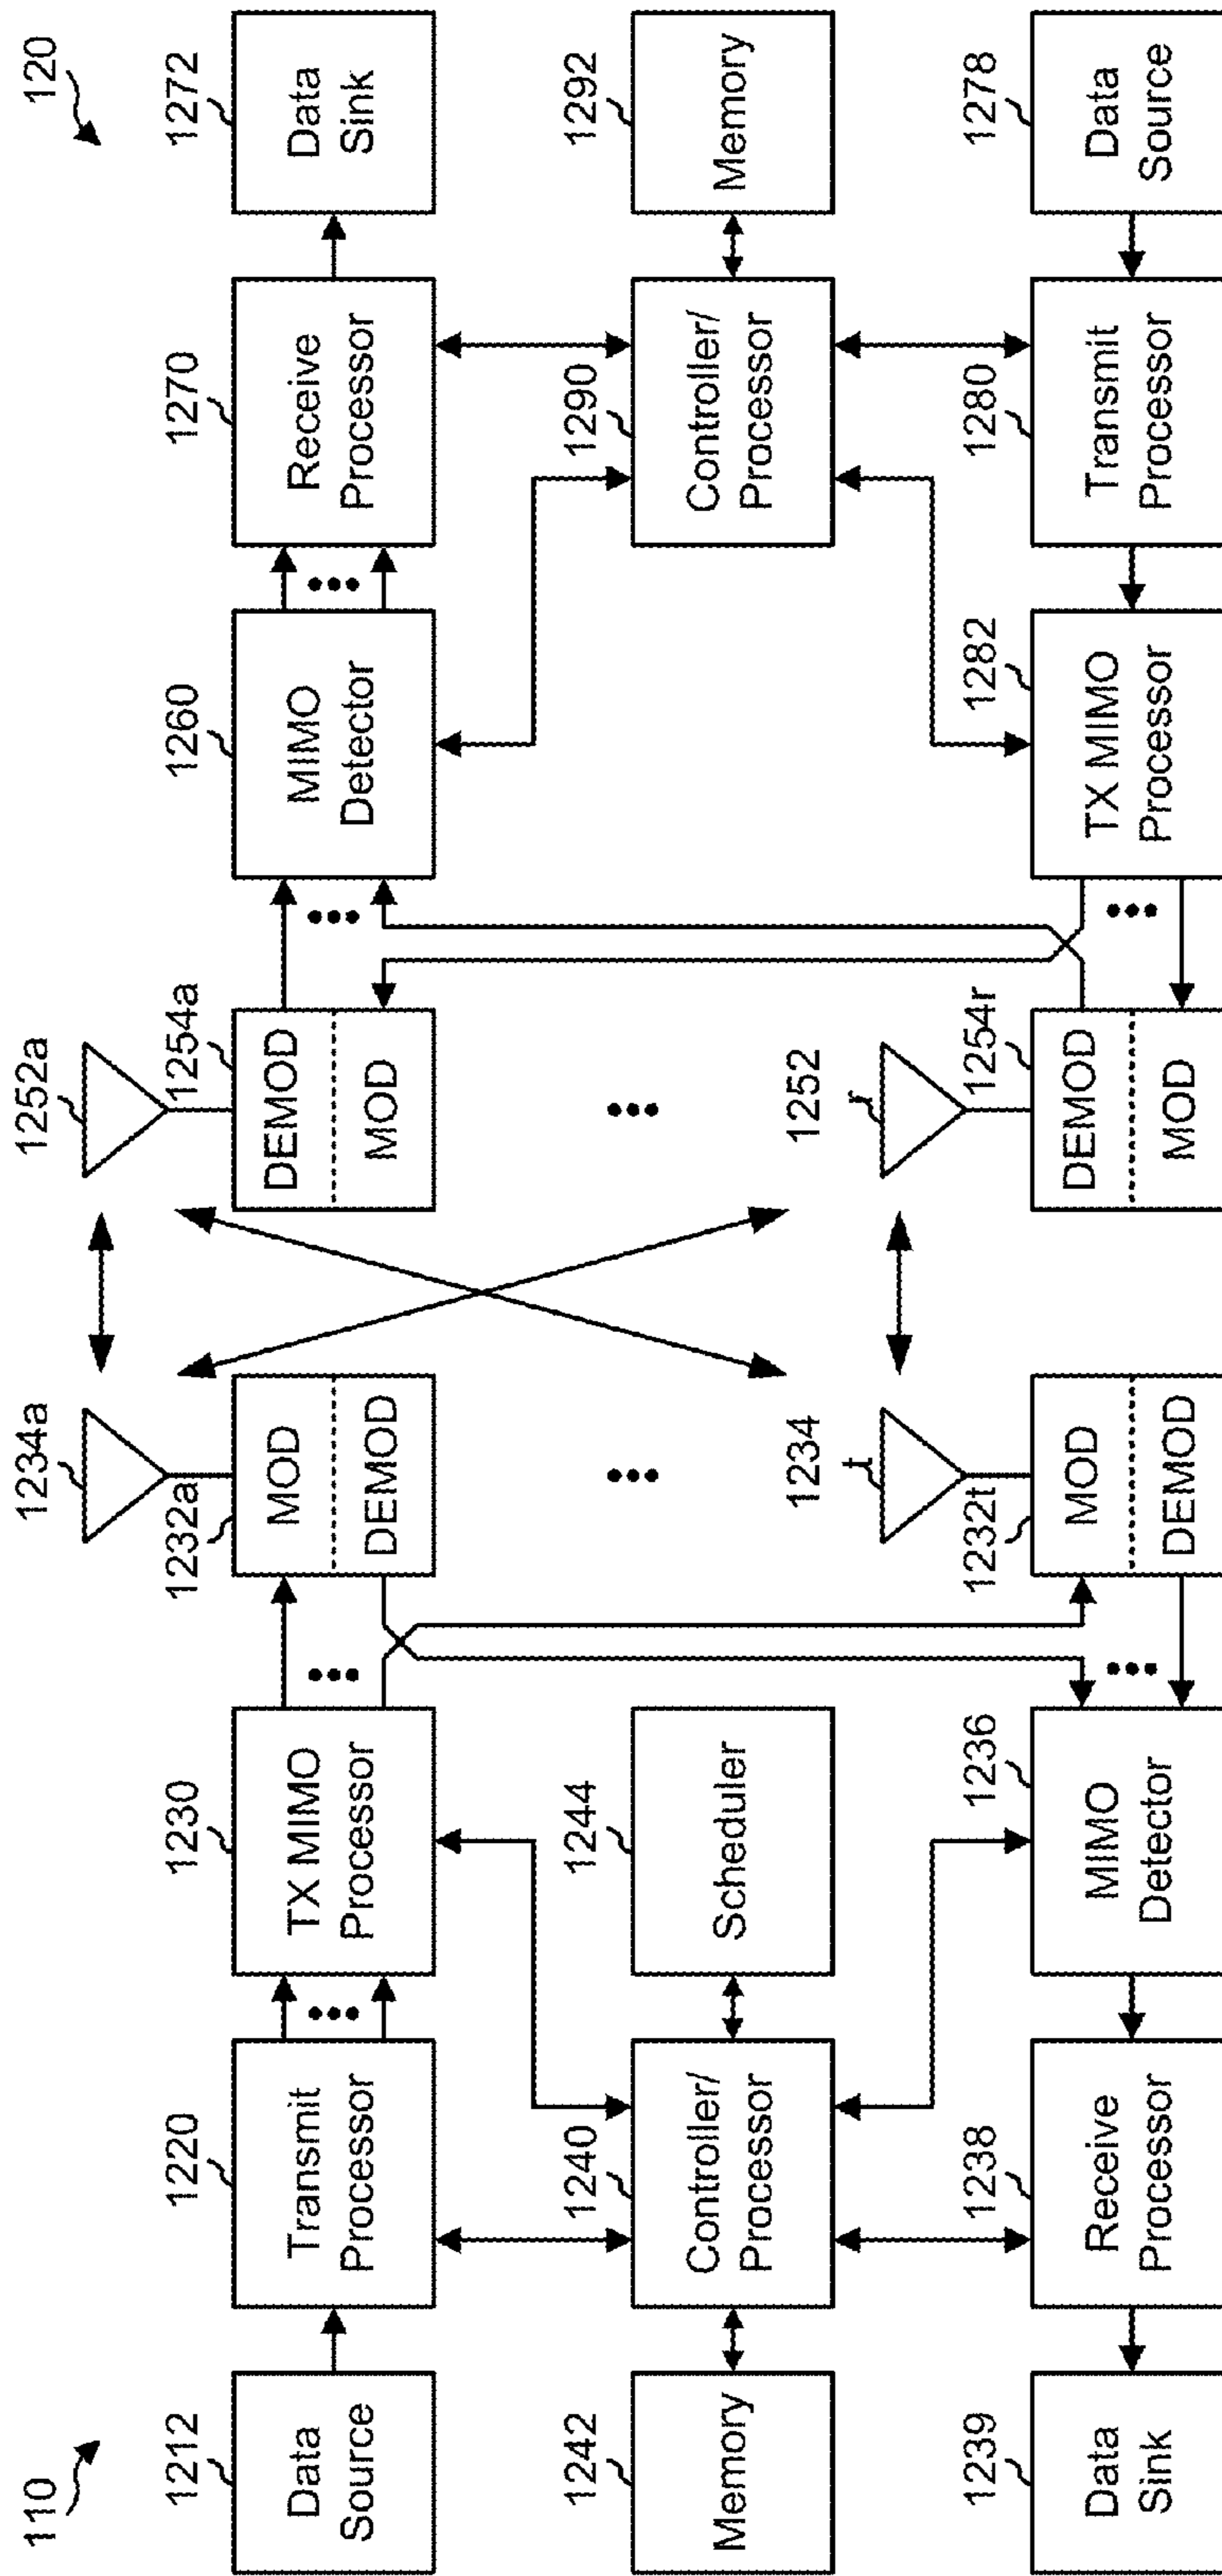 110
120
1212
Data
Source
1220
Transmit
Processor
1230
TX MIMO
Processor
1232a
MOD
DEMOD
1234a
1252a
1254a
DEMOD
MOD
1260
MIMO
Detector
1270
Receive
Processor
1272
Data
Sink
1242
Memory
1240
Controller/
Processor
1244
Scheduler
1290
Controller/
Processor
1292
Memory
1239
Data
Sink
1238
Receive
Processor
1236
MIMO
Detector
1232t
MOD
DEMOD
1234
t
1252
r
1254r
DEMOD
MOD
1282
TX MIMO
Processor
1280
Transmit
Processor
1278
Data
Source